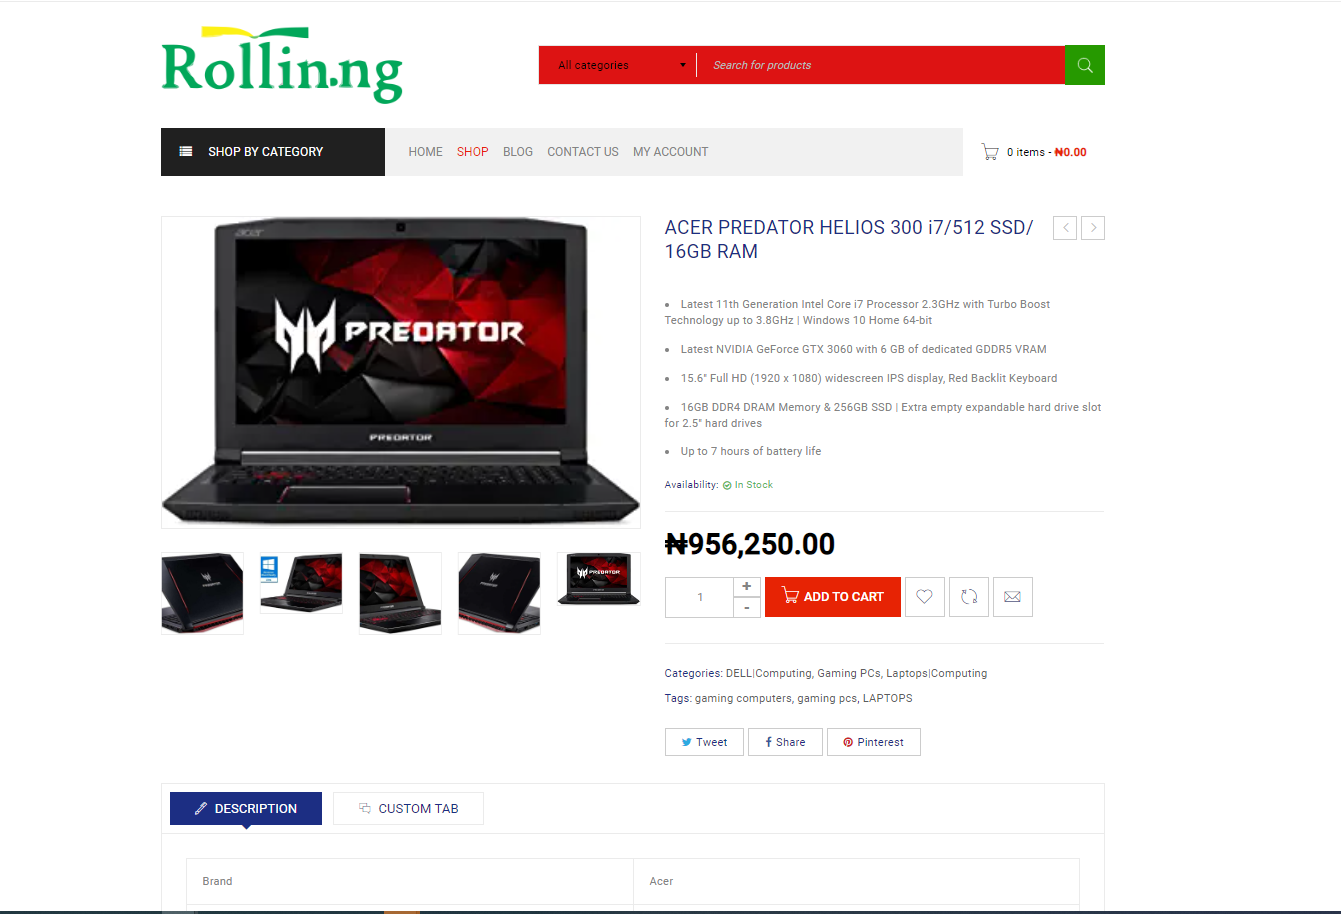 Rollin.ng
All categories
Search for products
SHOP BY CATEGORY
HOME SHOP BLOG CONTACT US MY ACCOUNT
0 items - ₦0.00
acer
PREDATOR
PREDATOR
ACER PREDATOR HELIOS 300 i7/512 SSD/
16GB RAM
• Latest 11th Generation Intel Core i7 Processor 2.3GHz with Turbo Boost
Technology up to 3.8GHz | Windows 10 Home 64-bit
• Latest NVIDIA GeForce GTX 3060 with 6 GB of dedicated GDDR5 VRAM
• 15.6" Full HD (1920 x 1080) widescreen IPS display, Red Backlit Keyboard
• 16GB DDR4 DRAM Memory & 256GB SSD | Extra empty expandable hard drive slot
for 2.5" hard drives
• Up to 7 hours of battery life
Availability: In Stock
₦956,250.00
1
+
-
ADD TO CART
PREDATOR
Categories: DELL|Computing, Gaming PCs, Laptops|Computing
Tags: gaming computers, gaming pcs, LAPTOPS
Tweet Share Pinterest
DESCRIPTION CUSTOM TAB
Brand Acer